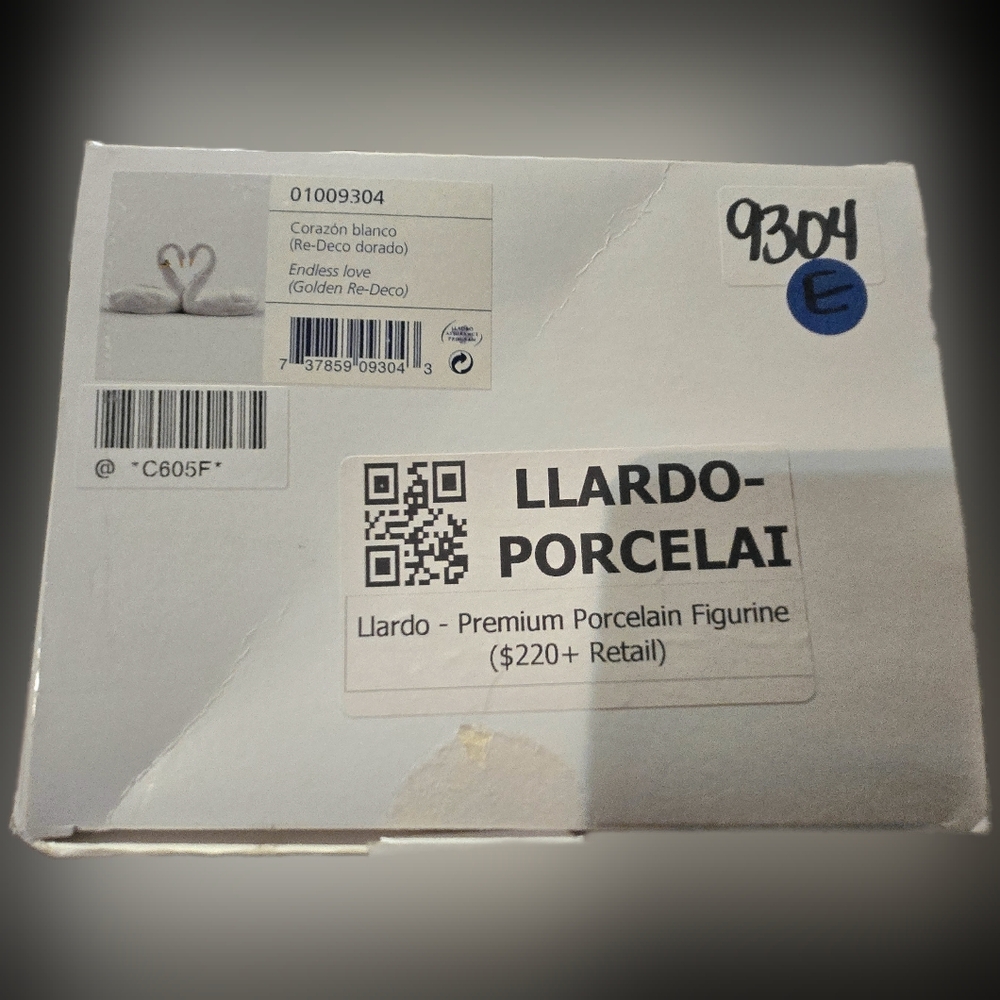 01009304
Corazón blanco
(Re-Deco dorado)
Endless love
(Golden Re-Deco)
7 37859 09304 3
9304
E
@ *C605F*
LLARDO-
PORCELAI
Llardo - Premium Porcelain Figurine
($220+ Retail)